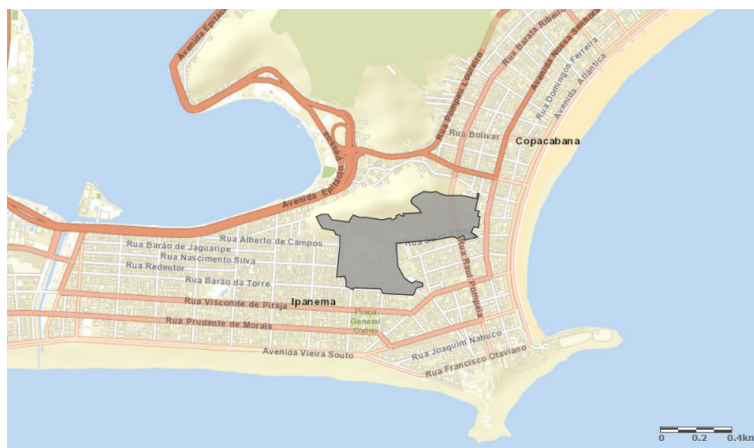 Avenida Epitácio
Rua Pompeu Loureiro
Rua Barata Ribeiro
Avenida Nossa Senhora
Rua Domingos Ferreira
Avenida Atlântica
Rua Bolivar
Copacabana
Avenida Epitácio
Pessoa
Rua Alberto de Campos
Rua Barão de Jaguaripe
Rua Nascimento Silva
Rua Redentor
Rua Barão da Torre
Rua Raul Pompeia
Ipanema
Rua Visconde de Piraja
Rua Prudente de Morais
Praça
General
Osório
Rua Joaquim Nabuco
Avenida Vieira Souto
Rua Francisco Otaviano
0 0.2 0.4km